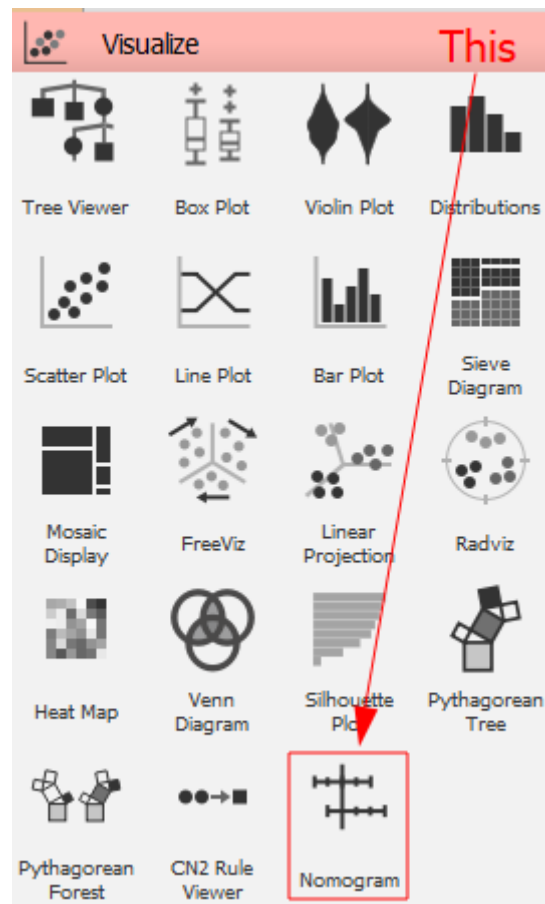 Visualize
This
Tree Viewer
Box Plot
Violin Plot
Distributions
Scatter Plot
Line Plot
Bar Plot
Sieve
Diagram
Mosaic
Display
FreeViz
Linear
Projection
Radviz
Heat Map
Venn
Diagram
Silhouette
Plot
Pythagorean
Tree
Pythagorean
Forest
CN2 Rule
Viewer
Nomogram